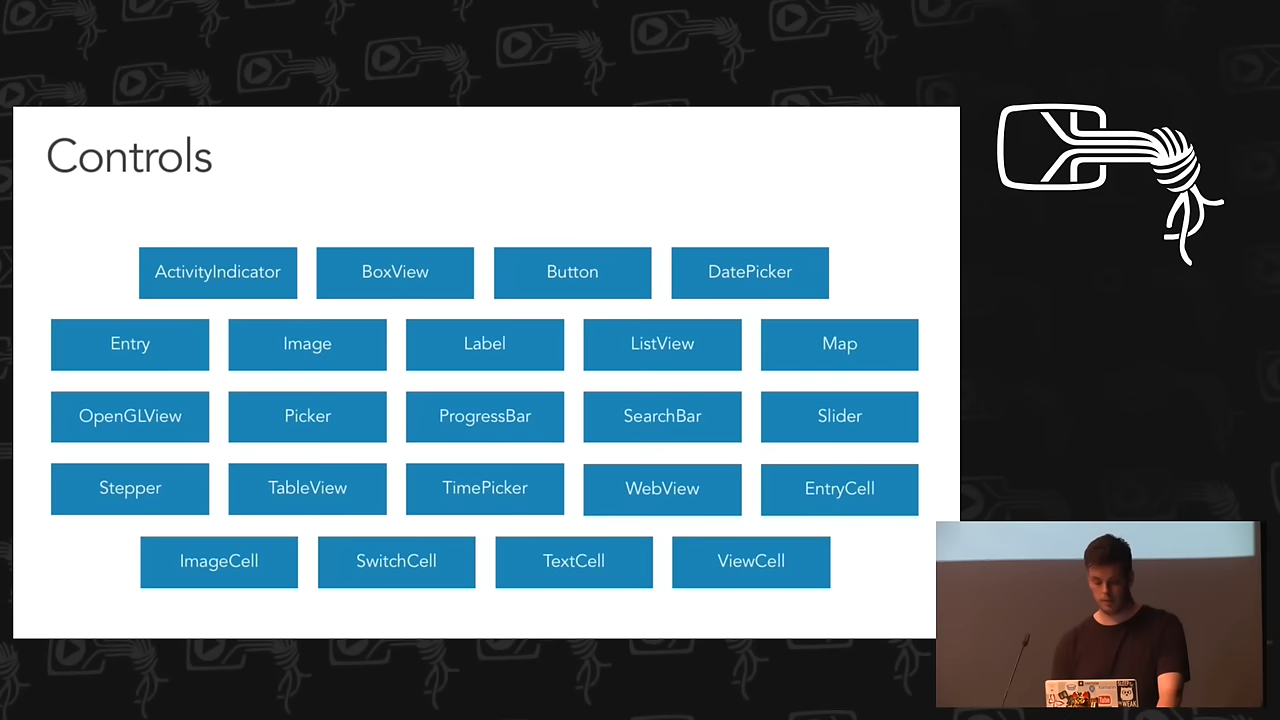 Controls
ActivityIndicator BoxView Button DatePicker
Entry Image Label ListView Map
OpenGLView Picker ProgressBar SearchBar Slider
Stepper TableView TimePicker WebView EntryCell
ImageCell SwitchCell TextCell ViewCell